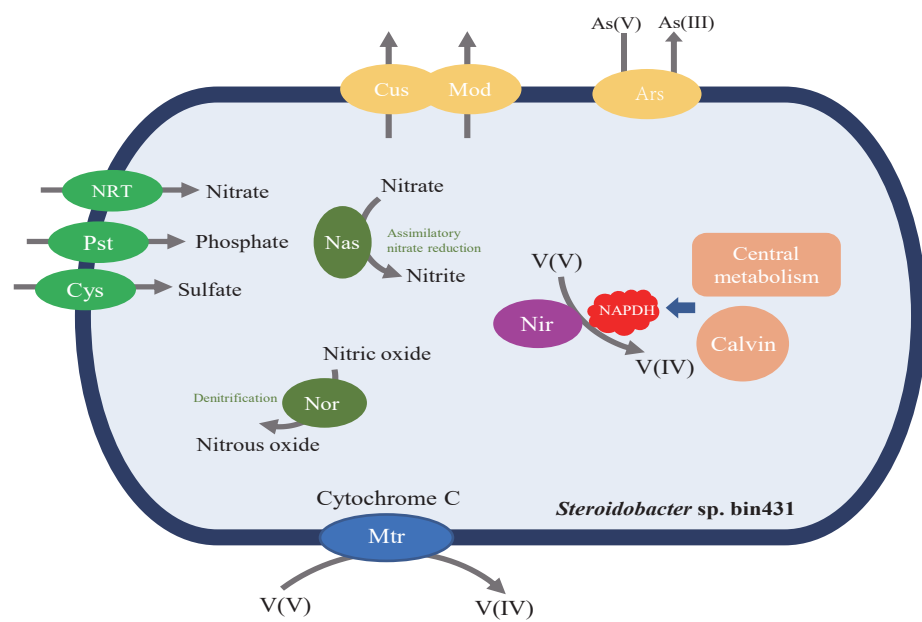 As(V) As(III)
Cus Mod Ars
NRT Nitrate
Pst Phosphate
Cys Sulfate
Nitrate
Nas
Assimilatory
nitrate reduction
Nitrite
V(V)
Nir
NAPDH
V(IV)
Central
metabolism
Calvin
Nitric oxide
Denitrification
Nor
Nitrous oxide
Cytochrome C
Mtr
Steroidobacter sp. bin431
V(V) V(IV)